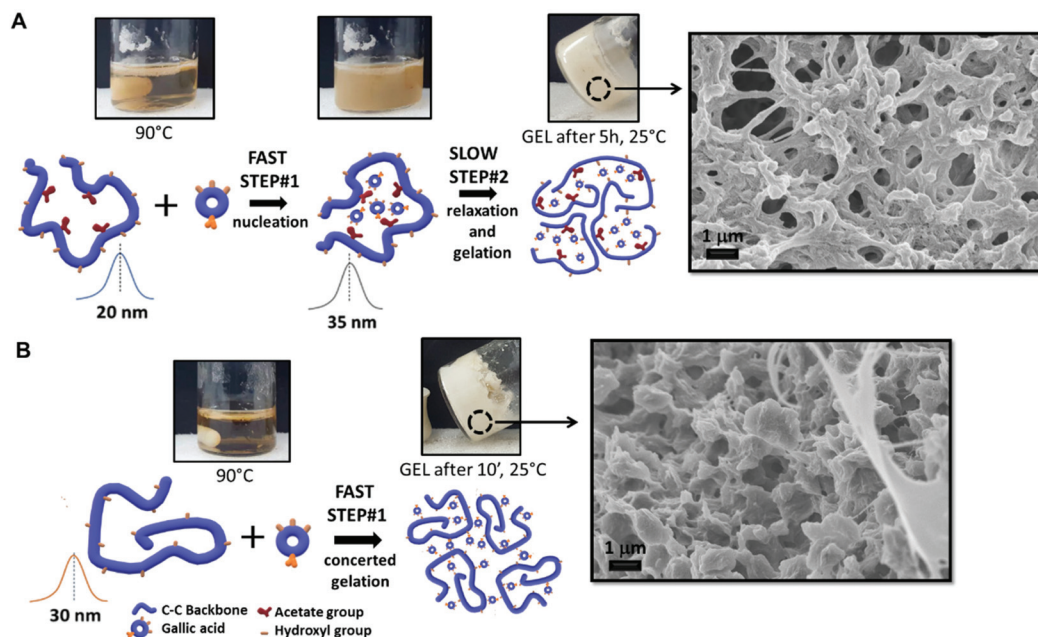 A
90°C
FAST
STEP#1
nucleation
SLOW
STEP#2
relaxation
and
gelation
GEL after 5h, 25°C
1 μm
20 nm
35 nm
B
90°C
FAST
STEP#1
concerted
gelation
GEL after 10', 25°C
1 μm
30 nm
C-C Backbone
Acetate group
Gallic acid
Hydroxyl group